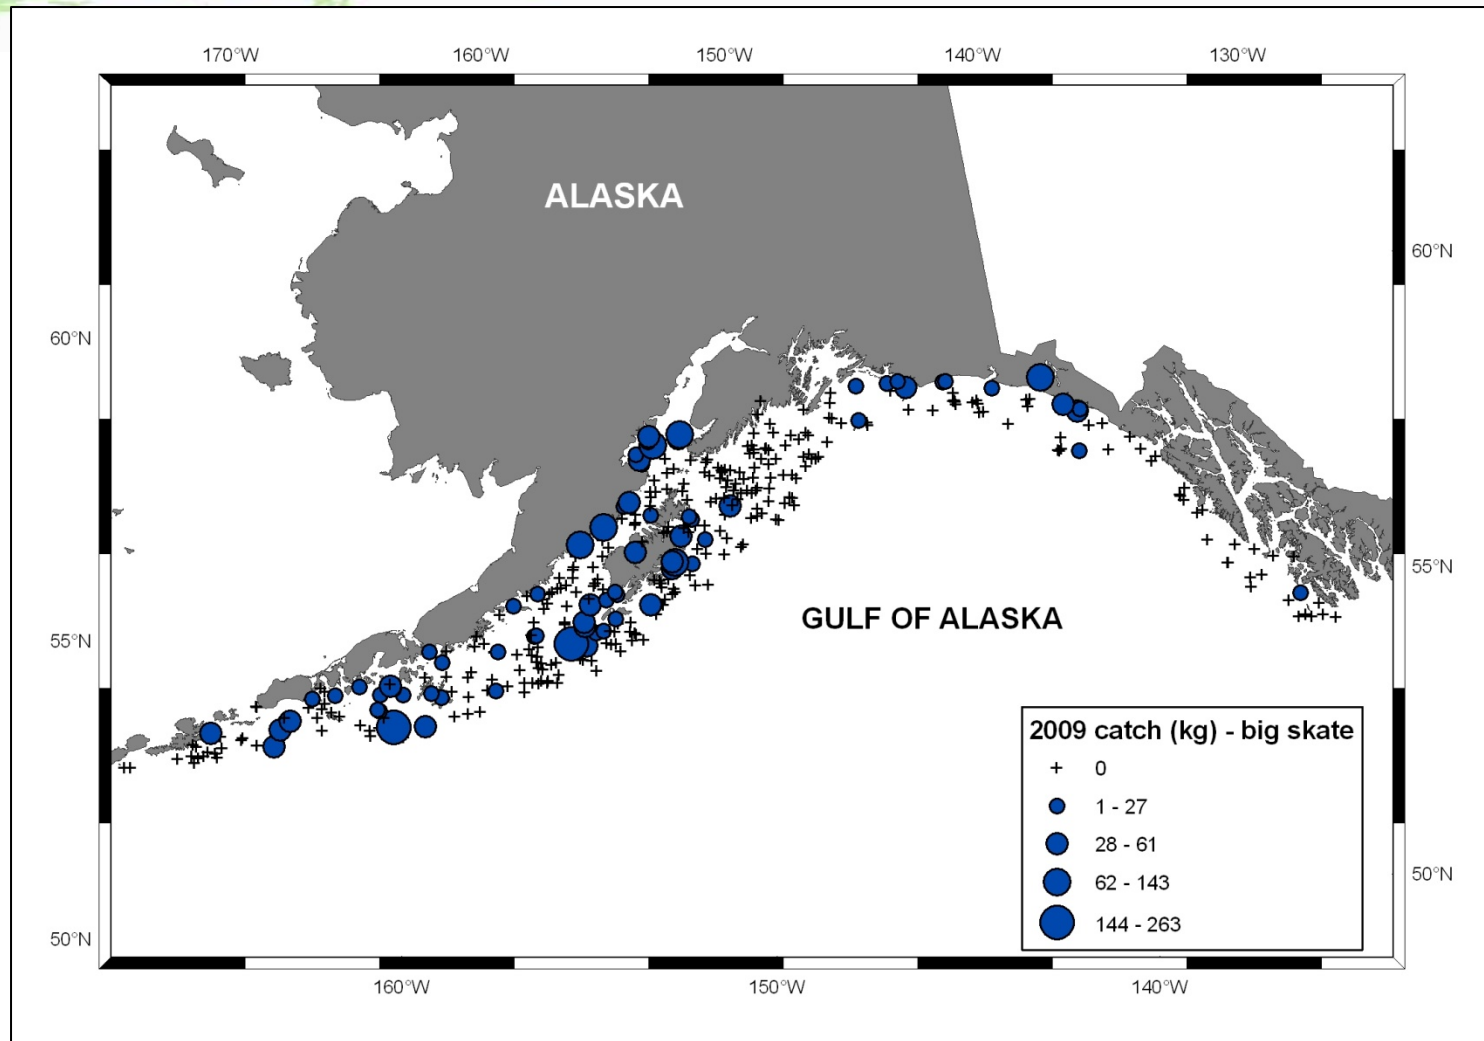 170°W 160°W 150°W 140°W 130°W
ALASKA
60°N
60°N
55°N
GULF OF ALASKA
55°N
2009 catch (kg) - big skate
0
1 - 27
28 - 61
62 - 143
144 - 263
50°N
50°N
160°W 150°W 140°W